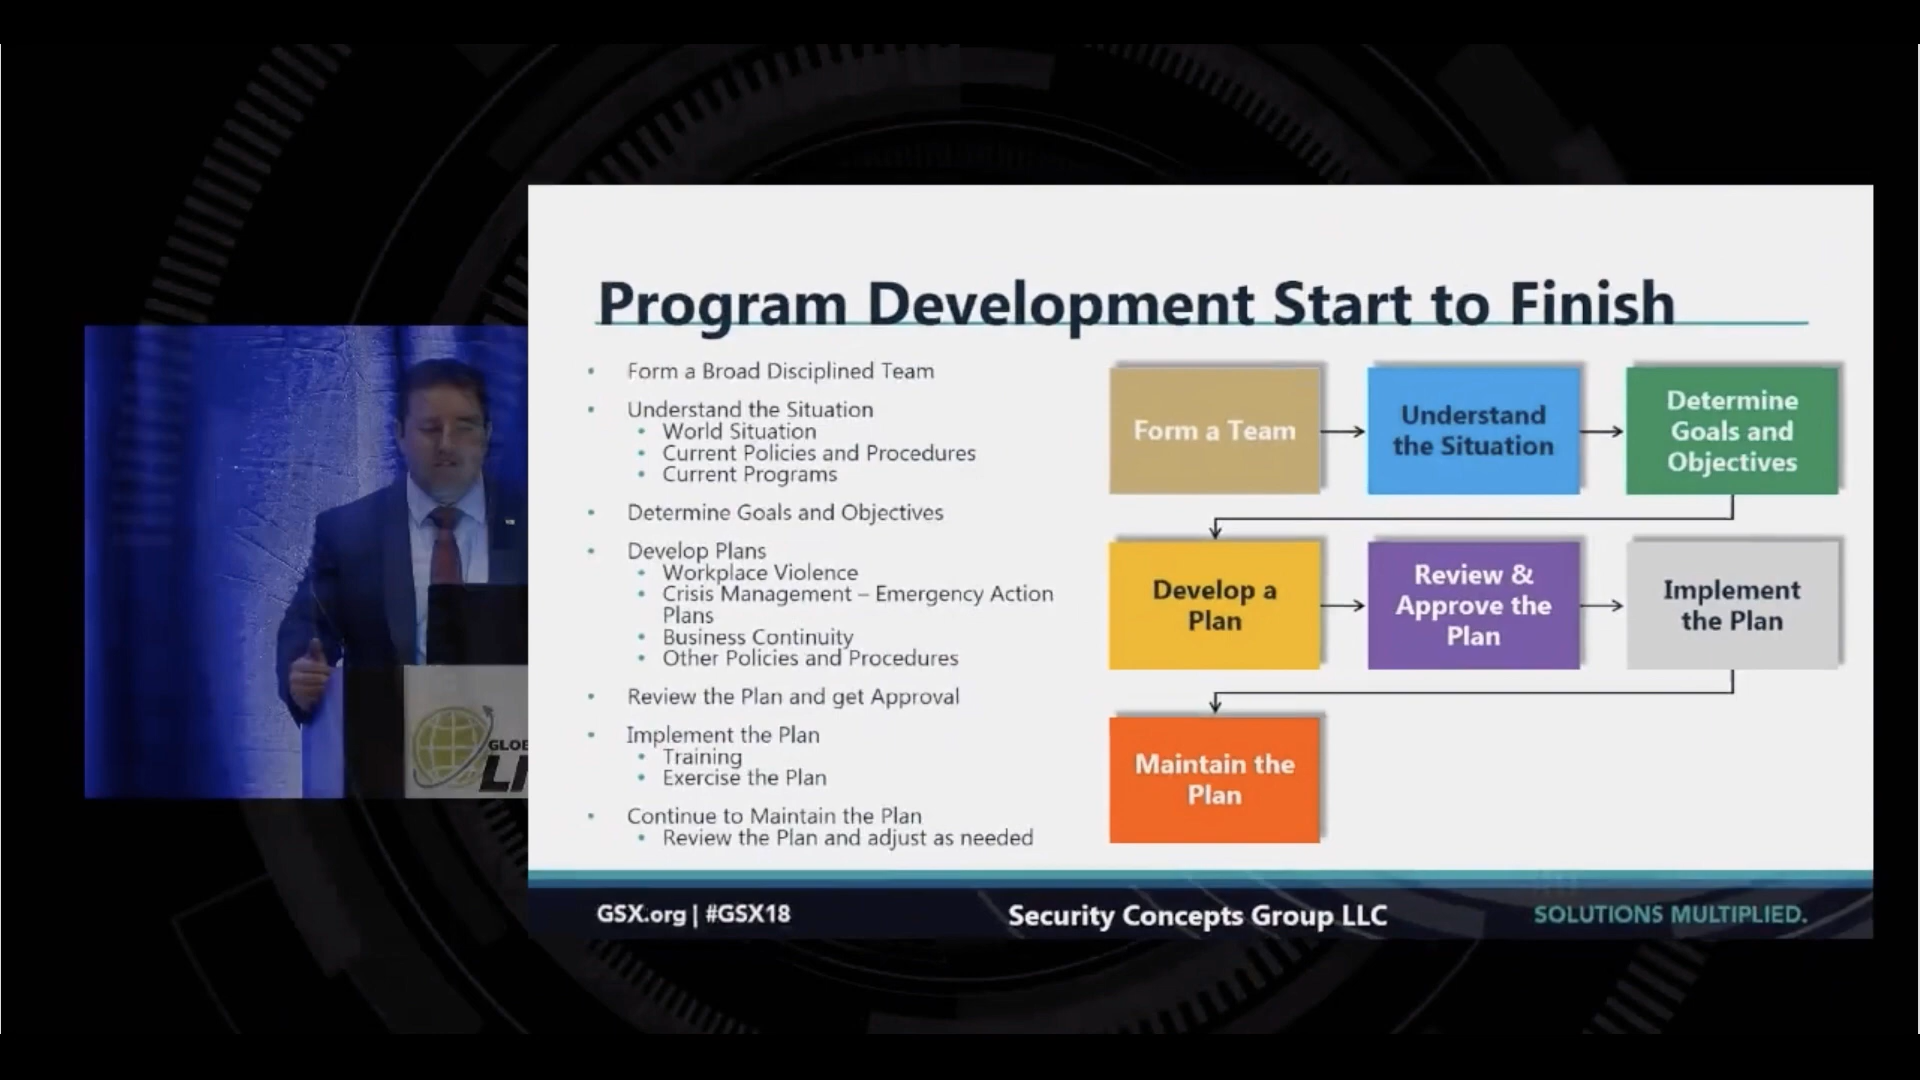 Program Development Start to Finish
• Form a Broad Disciplined Team
• Understand the Situation
• World Situation
• Current Policies and Procedures
• Current Programs
• Determine Goals and Objectives
• Develop Plans
• Workplace Violence
• Crisis Management – Emergency Action
Plans
• Business Continuity
• Other Policies and Procedures
• Review the Plan and get Approval
• Implement the Plan
• Training
• Exercise the Plan
• Continue to Maintain the Plan
• Review the Plan and adjust as needed
Form a Team
Understand
the Situation
Determine
Goals and
Objectives
Develop a
Plan
Review &
Approve the
Plan
Implement
the Plan
Maintain the
Plan
GSX.org | #GSX18
Security Concepts Group LLC
SOLUTIONS MULTIPLIED.